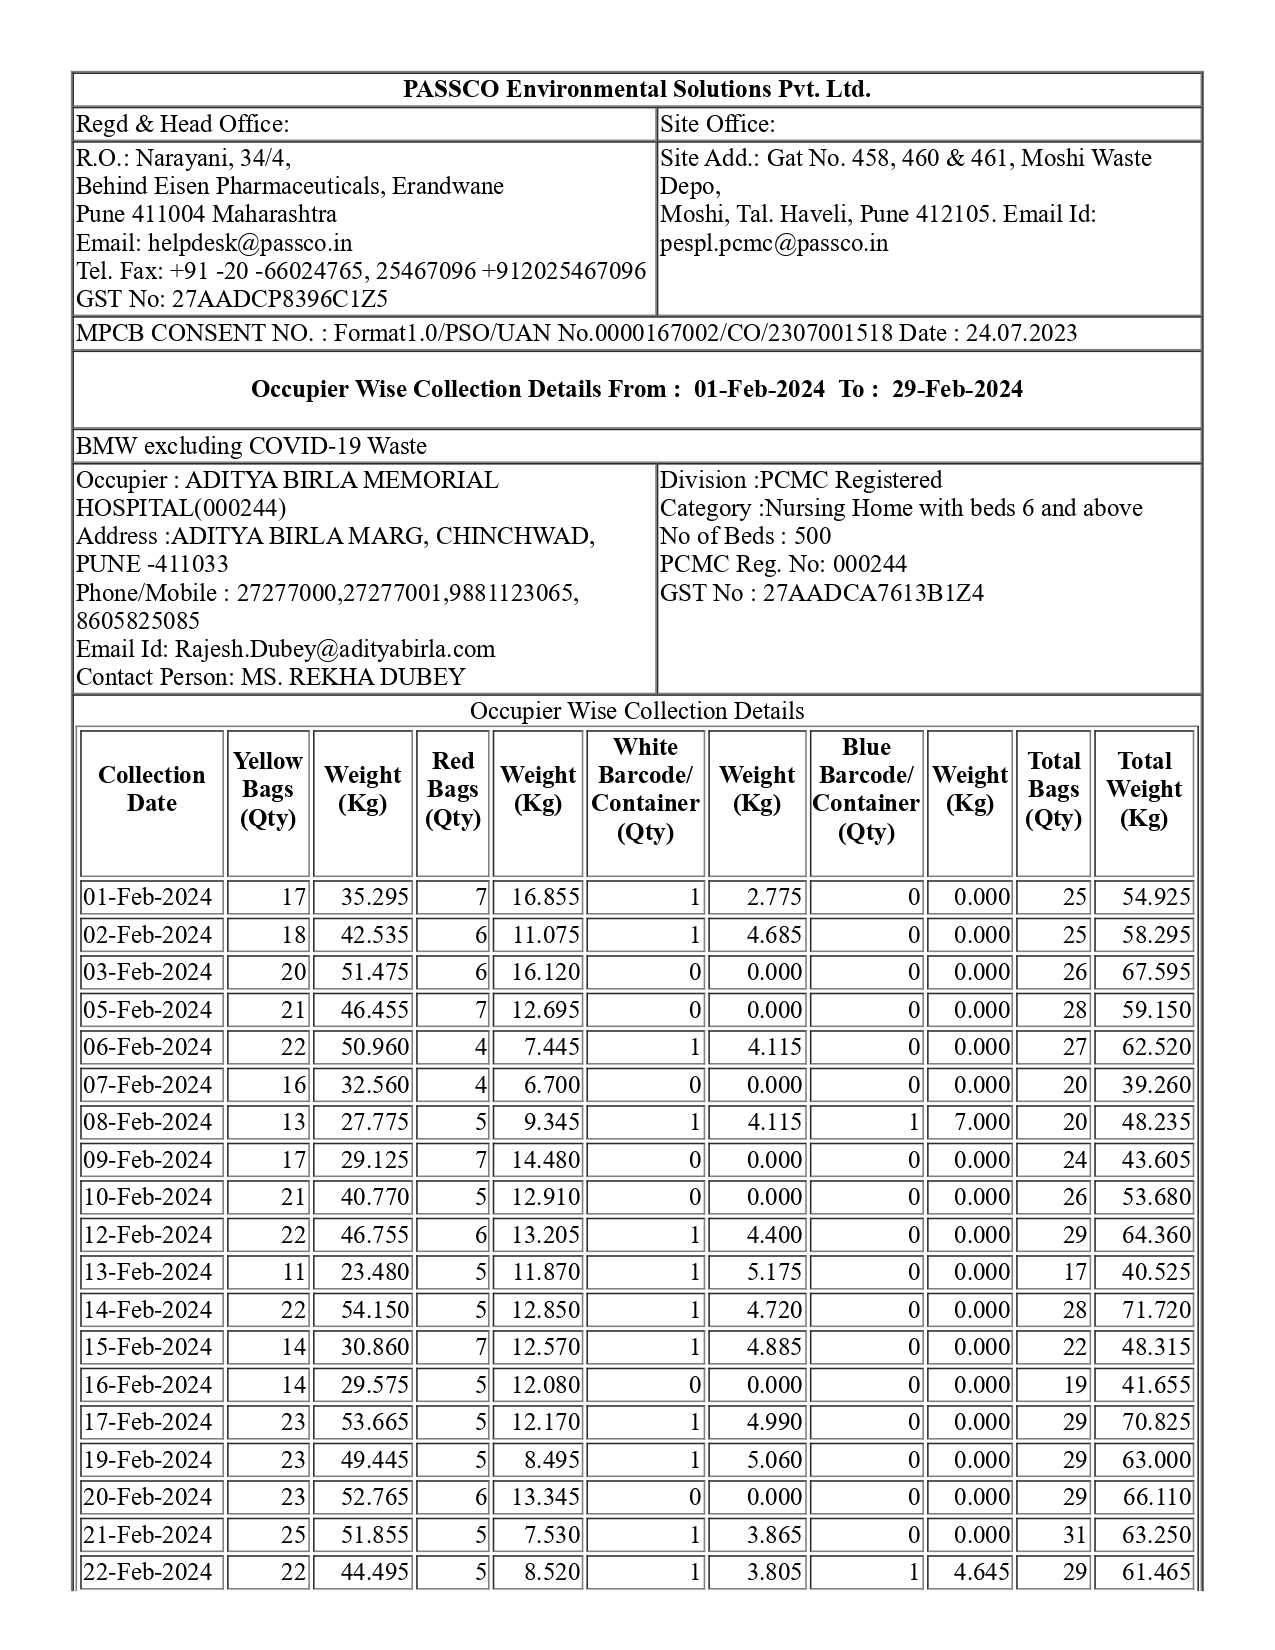 PASSCO Environmental Solutions Pvt. Ltd.
Regd & Head Office:
Site Office:
R.O.: Narayani, 34/4,
Behind Eisen Pharmaceuticals, Erandwane
Pune 411004 Maharashtra
Email: helpdesk@passco.in
Tel. Fax: +91 -20 -66024765, 25467096 +912025467096
GST No: 27AADCP8396C1Z5
Site Add.: Gat No. 458, 460 & 461, Moshi Waste
Depo,
Moshi, Tal. Haveli, Pune 412105. Email Id:
pespl.pcmc@passco.in
MPCB CONSENT NO. : Format1.0/PSO/UAN No.0000167002/CO/2307001518 Date : 24.07.2023
Occupier Wise Collection Details From : 01-Feb-2024 To : 29-Feb-2024
BMW excluding COVID-19 Waste
Occupier : ADITYA BIRLA MEMORIAL
HOSPITAL(000244)
Address :ADITYA BIRLA MARG, CHINCHWAD,
PUNE -411033
Phone/Mobile : 27277000,27277001,9881123065,
8605825085
Email Id: Rajesh.Dubey@adityabirla.com
Contact Person: MS. REKHA DUBEY
Division :PCMC Registered
Category :Nursing Home with beds 6 and above
No of Beds : 500
PCMC Reg. No: 000244
GST No : 27AADCA7613B1Z4
Occupier Wise Collection Details
Collection Date Yellow Bags (Qty) Weight (Kg) Red Bags (Qty) Weight (Kg) White Barcode/ Container (Qty) Weight (Kg) Blue Barcode/ Container (Qty) Weight (Kg) Total Bags (Qty) Total Weight (Kg)
01-Feb-2024 17 35.295 7 16.855 1 2.775 0 0.000 25 54.925
02-Feb-2024 18 42.535 6 11.075 1 4.685 0 0.000 25 58.295
03-Feb-2024 20 51.475 6 16.120 0 0.000 0 0.000 26 67.595
05-Feb-2024 21 46.455 7 12.695 0 0.000 0 0.000 28 59.150
06-Feb-2024 22 50.960 4 7.445 1 4.115 0 0.000 27 62.520
07-Feb-2024 16 32.560 4 6.700 0 0.000 0 0.000 20 39.260
08-Feb-2024 13 27.775 5 9.345 1 4.115 1 7.000 20 48.235
09-Feb-2024 17 29.125 7 14.480 0 0.000 0 0.000 24 43.605
10-Feb-2024 21 40.770 5 12.910 0 0.000 0 0.000 26 53.680
12-Feb-2024 22 46.755 6 13.205 1 4.400 0 0.000 29 64.360
13-Feb-2024 11 23.480 5 11.870 1 5.175 0 0.000 17 40.525
14-Feb-2024 22 54.150 5 12.850 1 4.720 0 0.000 28 71.720
15-Feb-2024 14 30.860 7 12.570 1 4.885 0 0.000 22 48.315
16-Feb-2024 14 29.575 5 12.080 0 0.000 0 0.000 19 41.655
17-Feb-2024 23 53.665 5 12.170 1 4.990 0 0.000 29 70.825
19-Feb-2024 23 49.445 5 8.495 1 5.060 0 0.000 29 63.000
20-Feb-2024 23 52.765 6 13.345 0 0.000 0 0.000 29 66.110
21-Feb-2024 25 51.855 5 7.530 1 3.865 0 0.000 31 63.250
22-Feb-2024 22 44.495 5 8.520 1 3.805 1 4.645 29 61.465